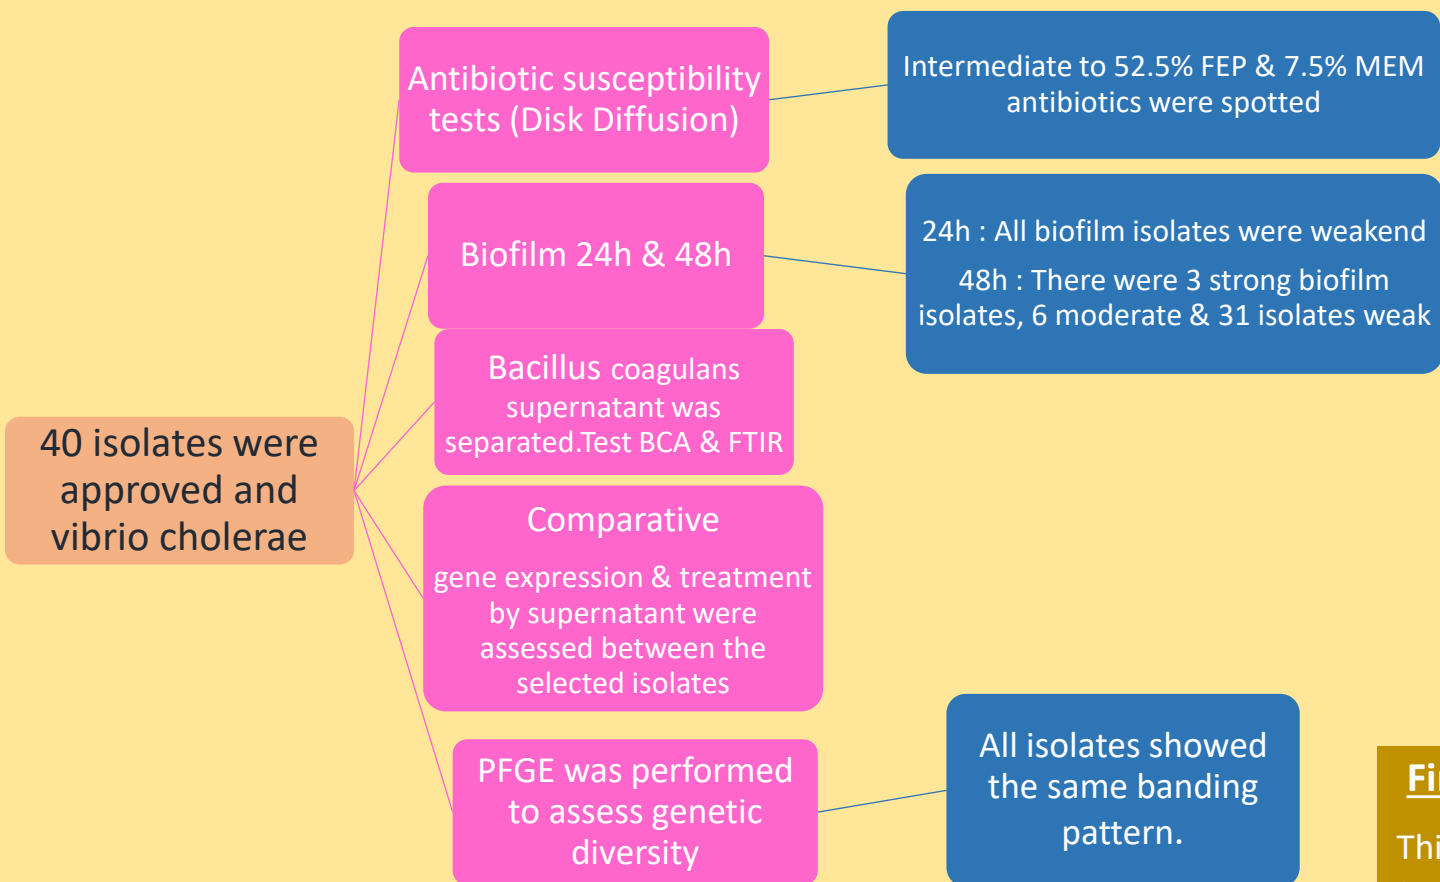 40 isolates were
approved and
vibrio cholerae
Antibiotic susceptibility
tests (Disk Diffusion)
Intermediate to 52.5% FEP & 7.5% MEM
antibiotics were spotted
Biofilm 24h & 48h
24h : All biofilm isolates were weakend
48h : There were 3 strong biofilm
isolates, 6 moderate & 31 isolates weak
Bacillus coagulans
supernatant was
separated.Test BCA & FTIR
Comparative
gene expression & treatment
by supernatant were
assessed between the
selected isolates
PFGE was performed
to assess genetic
diversity
All isolates showed
the same banding
pattern.